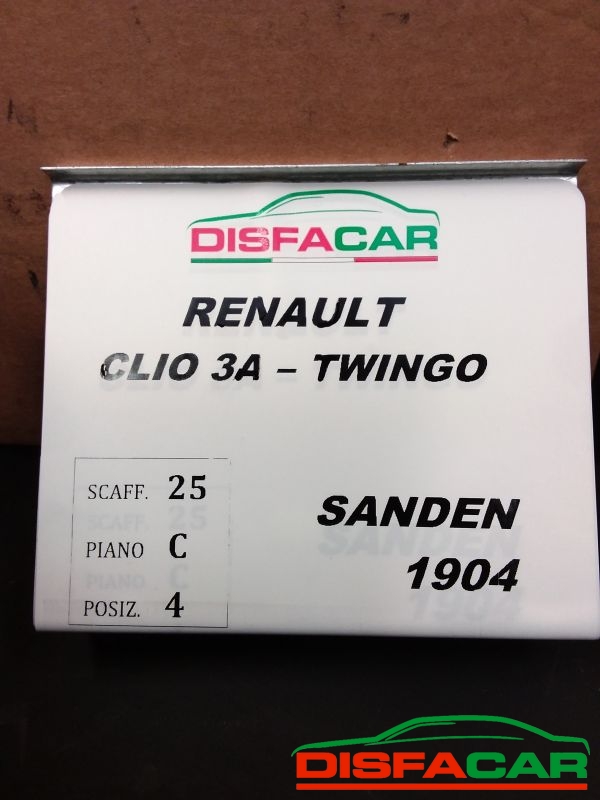 DISFACAR
RENAULT
CLIO 3A – TWINGO
SCAFF. 25
PIANO C
POSIZ. 4
SANDEN
1904
DISFACAR